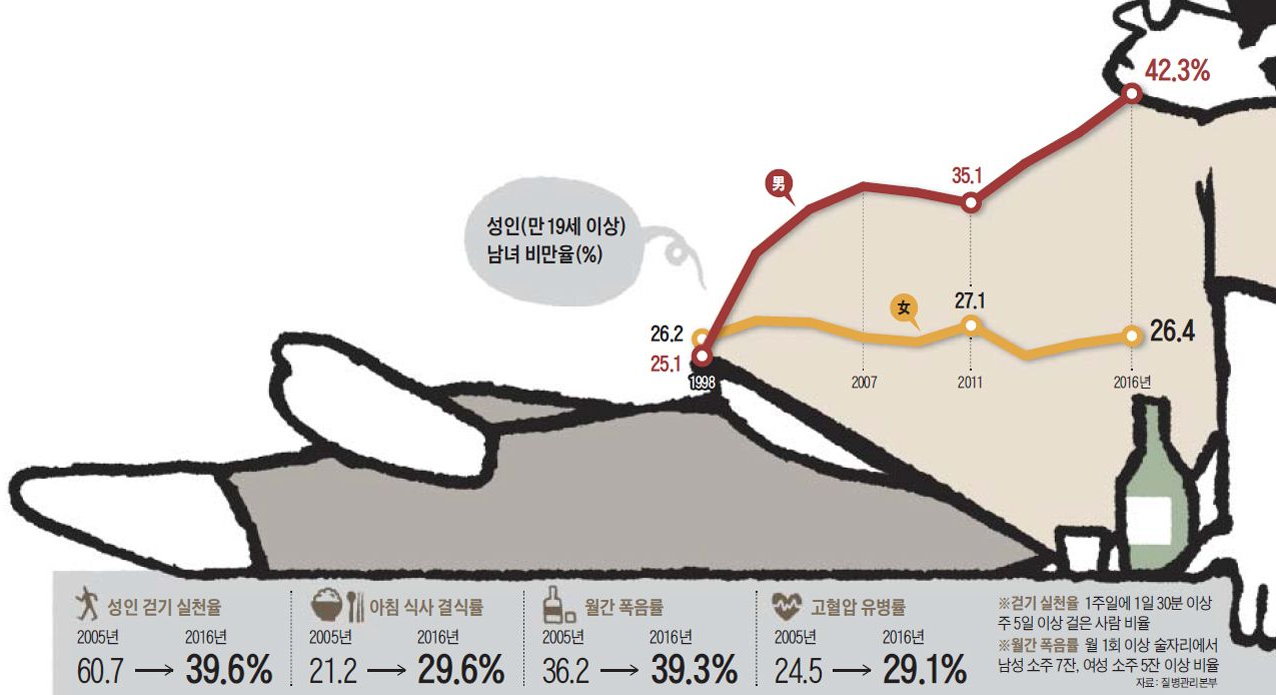 42.3%
男
35.1
성인(만 19세 이상)
남녀 비만율(%)
女
27.1
26.2
26.4
25.1
1998
2007
2011
2016년
성인 걷기 실천율
2005년 2016년
60.7 → 39.6%
아침 식사 결식률
2005년 2016년
21.2 → 29.6%
월간 폭음률
2005년 2016년
36.2 → 39.3%
고혈압 유병률
2005년 2016년
24.5 → 29.1%
※걷기 실천율 1주일에 1일 30분 이상
주 5일 이상 걸은 사람 비율
※월간 폭음률 월 1회 이상 술자리에서
남성 소주 7잔, 여성 소주 5잔 이상 비율
자료: 질병관리본부